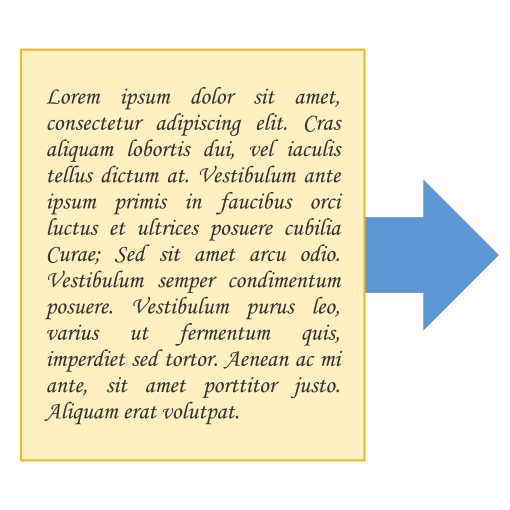 Lorem ipsum dolor sit amet,
consectetur adipiscing elit. Cras
aliquam lobortis dui, vel iaculis
tellus dictum at. Vestibulum ante
ipsum primis in faucibus orci
luctus et ultrices posuere cubilia
Curae; Sed sit amet arcu odio.
Vestibulum semper condimentum
posuere. Vestibulum purus leo,
varius ut fermentum quis,
imperdiet sed tortor. Aenean ac mi
ante, sit amet porttitor justo.
Aliquam erat volutpat.